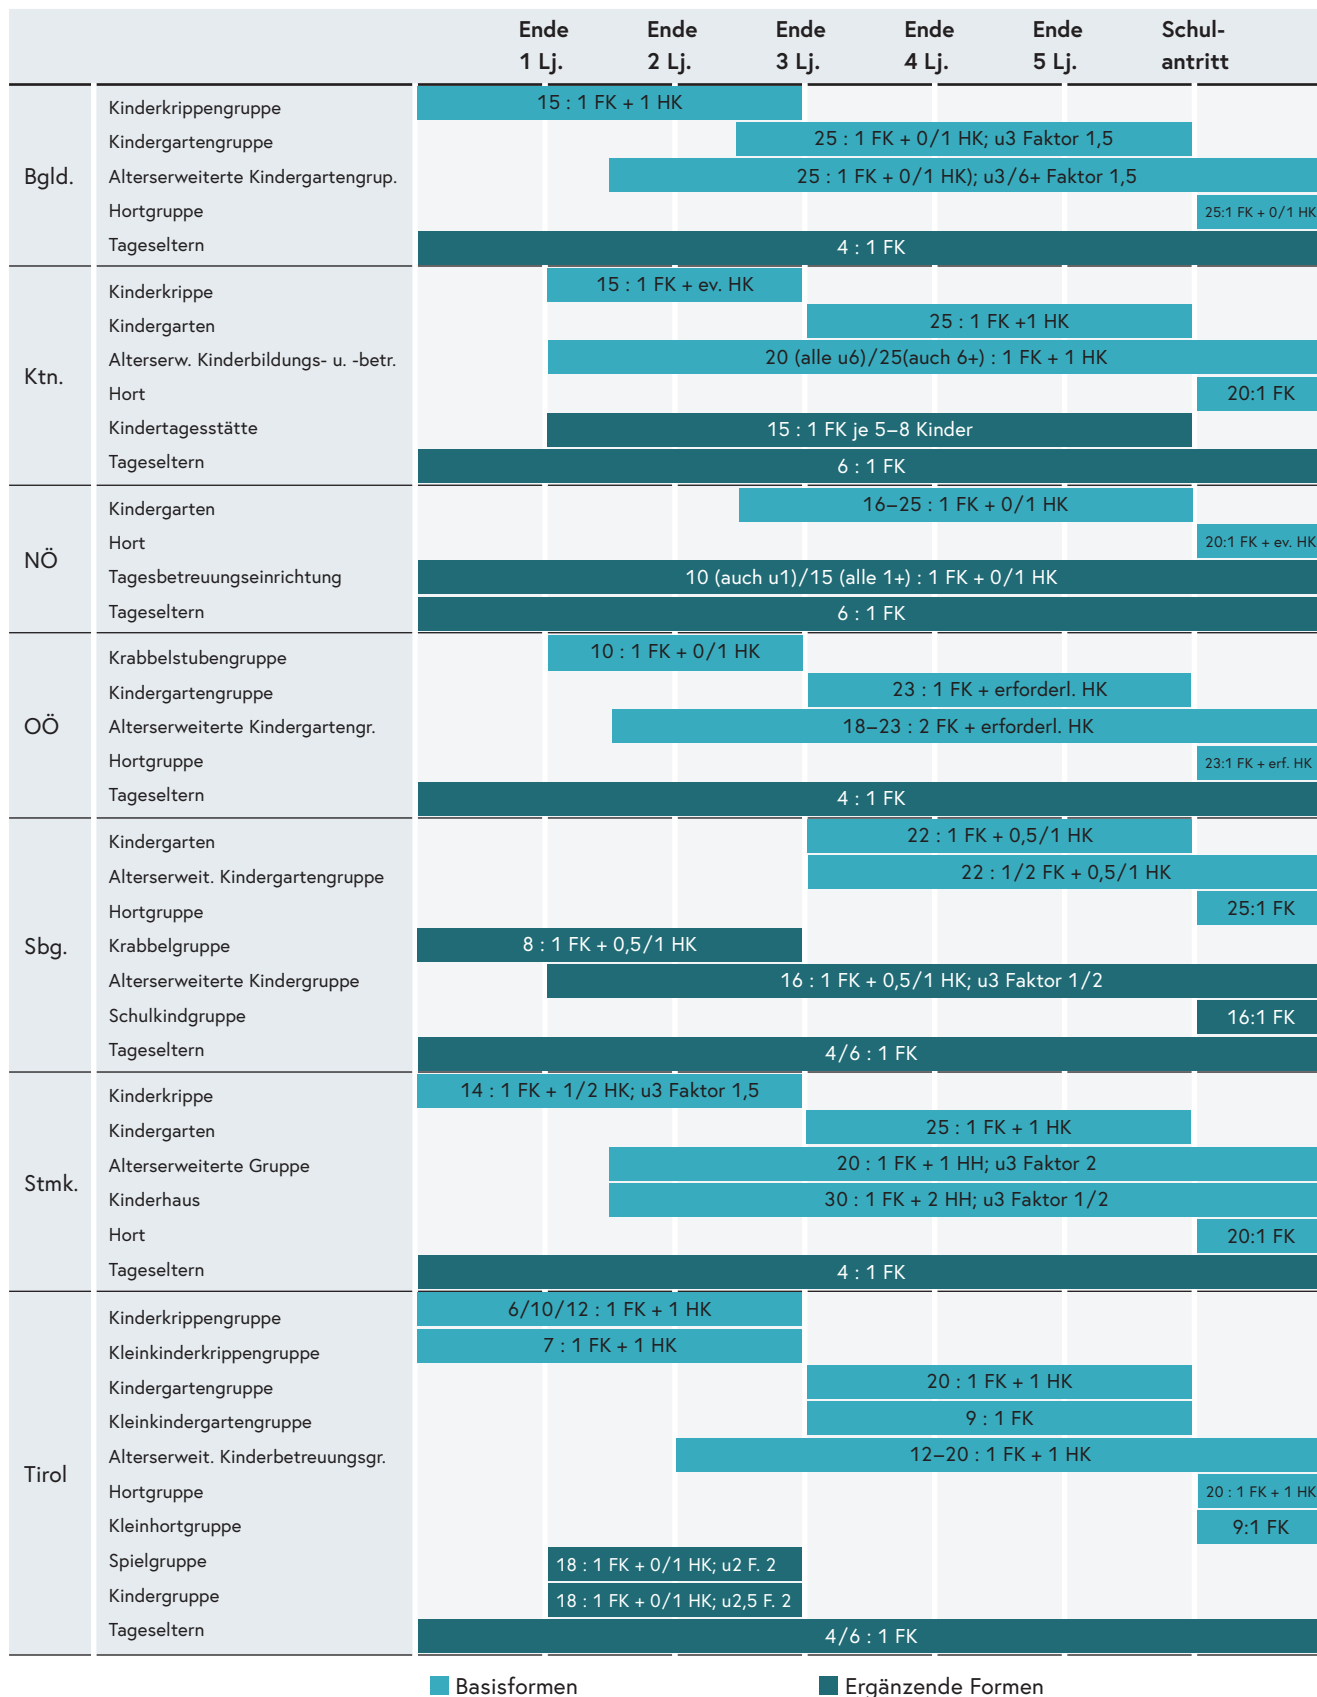 Ende Ende Ende Ende Ende Schul-
1 Lj. 2 Lj. 3 Lj. 4 Lj. 5 Lj. antritt
Bgld.
Kinderkrippengruppe 15 : 1 FK + 1 HK
Kindergartengruppe 25 : 1 FK + 0/1 HK; u3 Faktor 1,5
Alterserweiterte Kindergartengrup. 25 : 1 FK + 0/1 HK); u3/6+ Faktor 1,5
Hortgruppe 25:1 FK + 0/1 HK
Tageseltern 4 : 1 FK
Ktn.
Kinderkrippe 15 : 1 FK + ev. HK
Kindergarten 25 : 1 FK +1 HK
Alterserw. Kinderbildungs- u. -betr. 20 (alle u6)/25(auch 6+) : 1 FK + 1 HK
Hort 20:1 FK
Kindertagesstätte 15 : 1 FK je 5–8 Kinder
Tageseltern 6 : 1 FK
NÖ
Kindergarten 16–25 : 1 FK + 0/1 HK
Hort 20:1 FK + ev. HK
Tagesbetreuungseinrichtung 10 (auch u1)/15 (alle 1+) : 1 FK + 0/1 HK
Tageseltern 6 : 1 FK
OÖ
Krabbelstubengruppe 10 : 1 FK + 0/1 HK
Kindergartengruppe 23 : 1 FK + erforderl. HK
Alterserweiterte Kindergartengr. 18–23 : 2 FK + erforderl. HK
Hortgruppe 23:1 FK + erf. HK
Tageseltern 4 : 1 FK
Sbg.
Kindergarten 22 : 1 FK + 0,5/1 HK
Alterserweit. Kindergartengruppe 22 : 1/2 FK + 0,5/1 HK
Hortgruppe 25:1 FK
Krabbelgruppe 8 : 1 FK + 0,5/1 HK
Alterserweiterte Kindergruppe 16 : 1 FK + 0,5/1 HK; u3 Faktor 1/2
Schulkindgruppe 16:1 FK
Tageseltern 4/6 : 1 FK
Stmk.
Kinderkrippe 14 : 1 FK + 1/2 HK; u3 Faktor 1,5
Kindergarten 25 : 1 FK + 1 HK
Alterserweiterte Gruppe 20 : 1 FK + 1 HH; u3 Faktor 2
Kinderhaus 30 : 1 FK + 2 HH; u3 Faktor 1/2
Hort 20:1 FK
Tageseltern 4 : 1 FK
Tirol
Kinderkrippengruppe 6/10/12 : 1 FK + 1 HK
Kleinkinderkrippengruppe 7 : 1 FK + 1 HK
Kindergartengruppe 20 : 1 FK + 1 HK
Kleinkindergartengruppe 9 : 1 FK
Alterserweit. Kinderbetreuungsgr. 12–20 : 1 FK + 1 HK
Hortgruppe 20 : 1 FK + 1 HK
Kleinhortgruppe 9:1 FK
Spielgruppe 18 : 1 FK + 0/1 HK; u2 F. 2
Kindergruppe 18 : 1 FK + 0/1 HK; u2,5 F. 2
Tageseltern 4/6 : 1 FK
Basisformen Ergänzende Formen